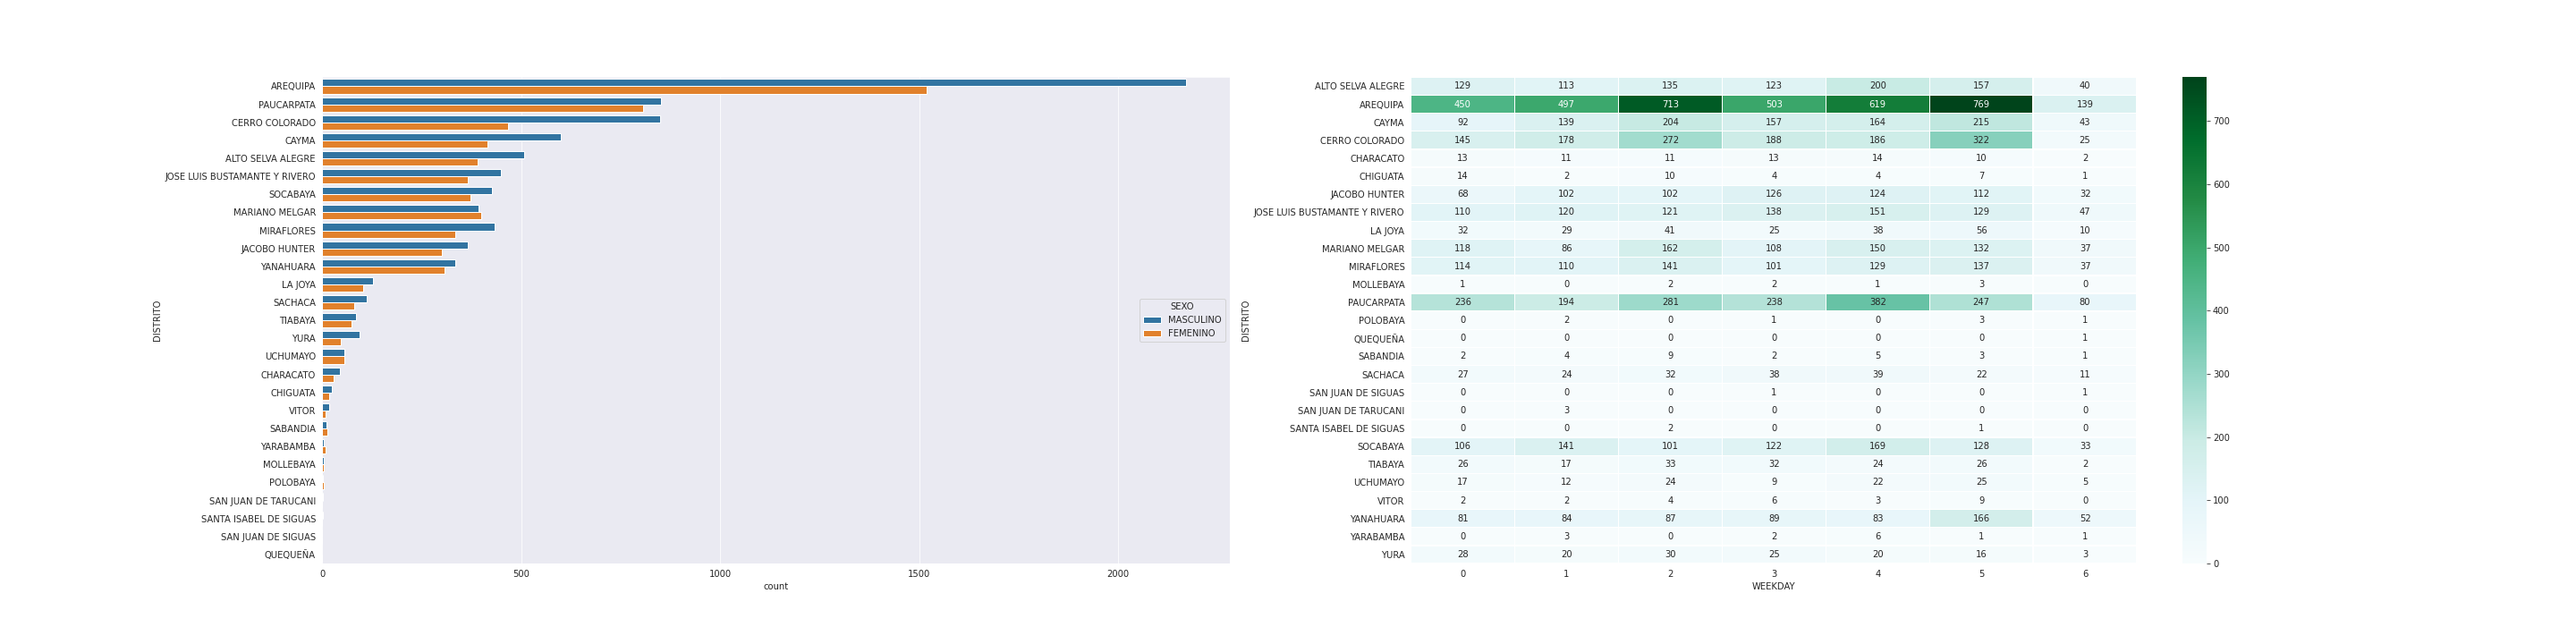 AREQUIPA
PAUCARPATA
CERRO COLORADO
CAYMA
ALTO SELVA ALEGRE
JOSE LUIS BUSTAMANTE Y RIVERO
SOCABAYA
MARIANO MELGAR
MIRAFLORES
JACOBO HUNTER
YANAHUARA
LA JOYA
SACHACA
TIABAYA
YURA
UCHUMAYO
CHARACATO
CHIGUATA
VITOR
SABANDIA
YARABAMBA
MOLLEBAYA
POLOBAYA
SAN JUAN DE TARUCANI
SANTA ISABEL DE SIGUAS
SAN JUAN DE SIGUAS
QUEQUEÑA
DISTRITO
0 500 1000 1500 2000
count
SEXO
MASCULINO
FEMENINO
DISTRITO
ALTO SELVA ALEGRE 129 113 135 123 200 157 40
AREQUIPA 450 497 713 503 619 769 139
CAYMA 92 139 204 157 164 215 43
CERRO COLORADO 145 178 272 188 186 322 25
CHARACATO 13 11 11 13 14 10 2
CHIGUATA 14 2 10 4 4 7 1
JACOBO HUNTER 68 102 102 126 124 112 32
JOSE LUIS BUSTAMANTE Y RIVERO 110 120 121 138 151 129 47
LA JOYA 32 29 41 25 38 56 10
MARIANO MELGAR 118 86 162 108 150 132 37
MIRAFLORES 114 110 141 101 129 137 37
MOLLEBAYA 1 0 2 2 1 3 0
PAUCARPATA 236 194 281 238 382 247 80
POLOBAYA 0 2 0 1 0 3 1
QUEQUEÑA 0 0 0 0 0 0 1
SABANDIA 2 4 9 2 5 3 1
SACHACA 27 24 32 38 39 22 11
SAN JUAN DE SIGUAS 0 0 0 1 0 0 1
SAN JUAN DE TARUCANI 0 3 0 0 0 0 0
SANTA ISABEL DE SIGUAS 0 0 2 0 0 1 0
SOCABAYA 106 141 101 122 169 128 33
TIABAYA 26 17 33 32 24 26 2
UCHUMAYO 17 12 24 9 22 25 5
VITOR 2 2 4 6 3 9 0
YANAHUARA 81 84 87 89 83 166 52
YARABAMBA 0 3 0 2 6 1 1
YURA 28 20 30 25 20 16 3
0 1 2 3 4 5 6
WEEKDAY
700
600
500
400
300
200
100
0